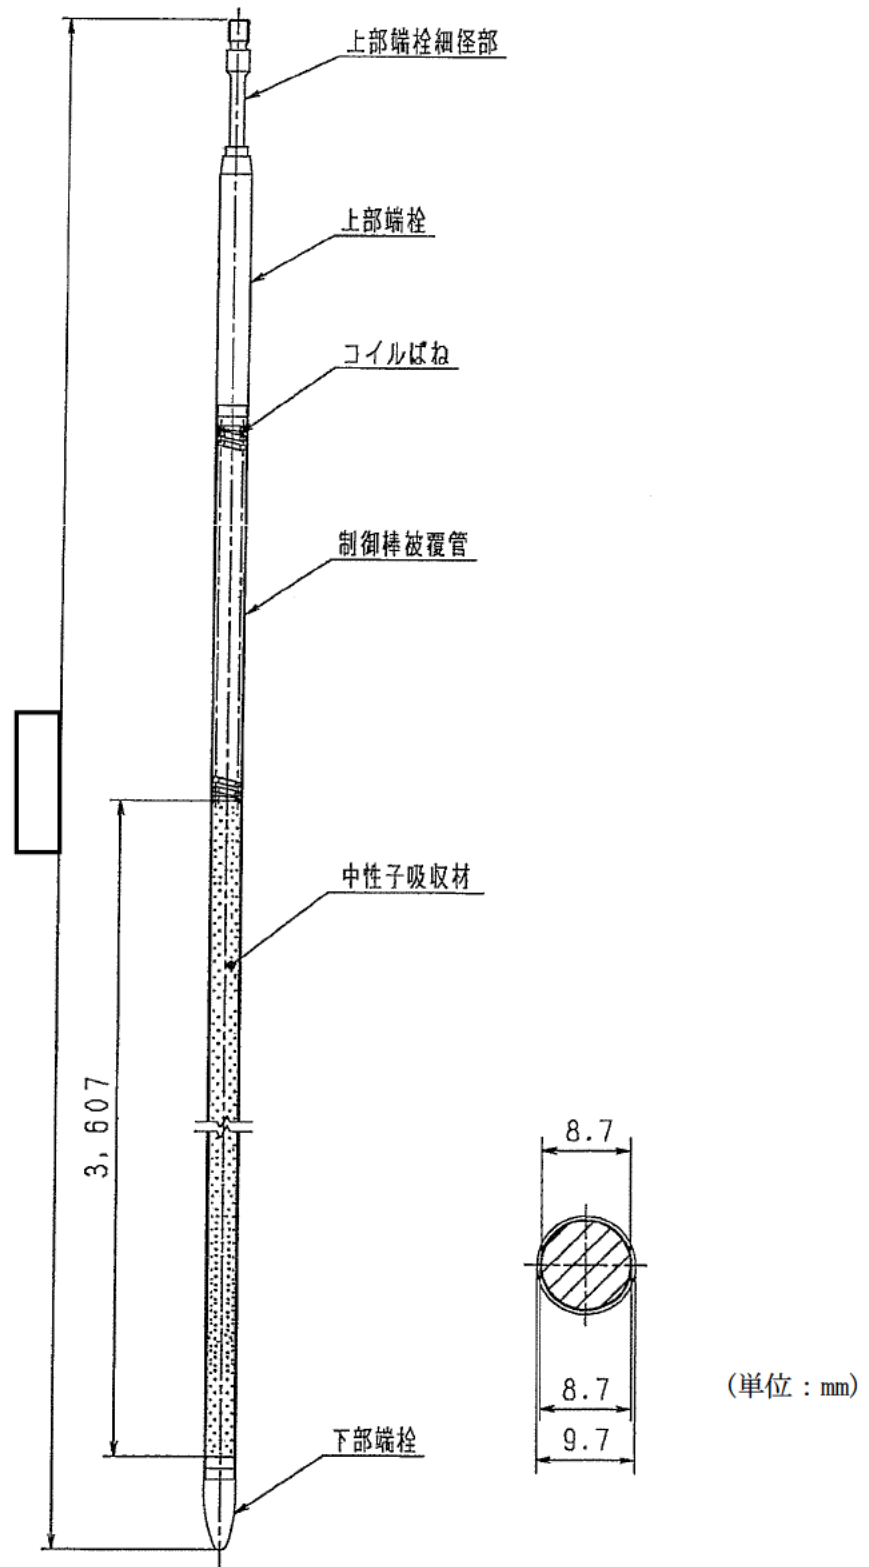 上部端栓細径部
上部端栓
コイルばね
制御棒被覆管
中性子吸収材
3,607
8.7
8.7
(単位：mm)
9.7
下部端栓